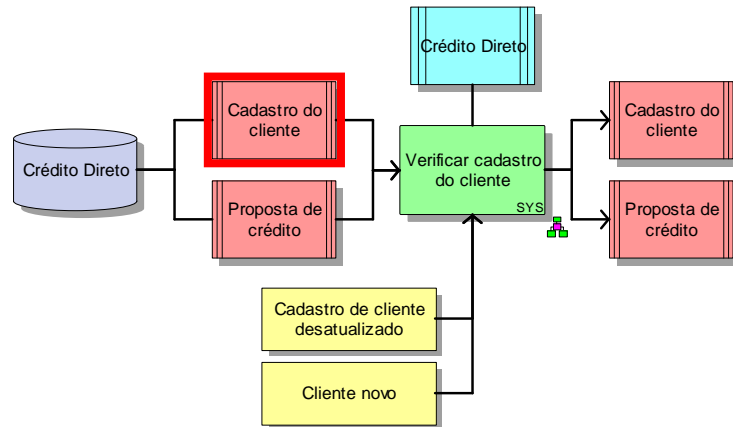 Crédito Direto
Cadastro do
cliente
Cadastro do
cliente
Crédito Direto
Verificar cadastro
do cliente
SYS
Proposta de
crédito
Proposta de
crédito
Cadastro de cliente
desatualizado
Cliente novo